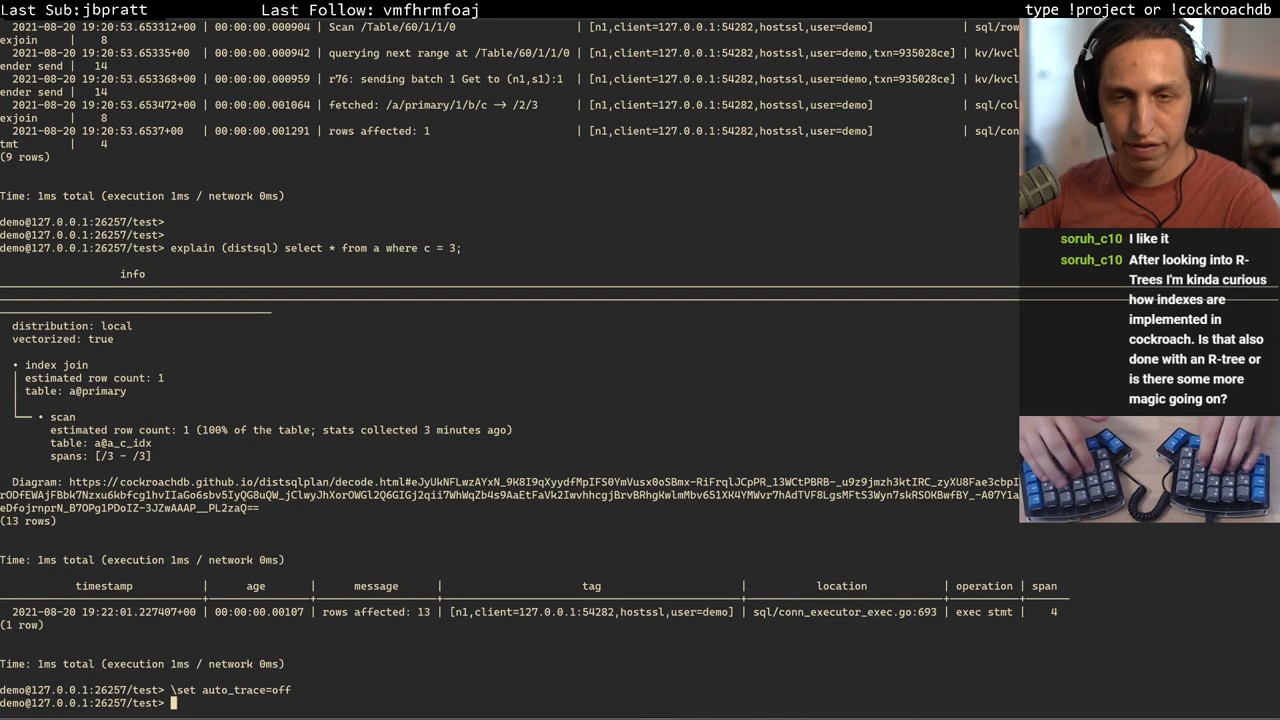 Last Sub:jbpratt
Last Follow: vmfhrmfoaj
type !project or !cockroachdb
2021-08-20 19:20:53.653312+00 | 00:00:00.000904 | Scan /Table/60/1/1/0 | [n1,client=127.0.0.1:54282,hostssl,user=demo] | sql/row
exjoin | 8
2021-08-20 19:20:53.65335+00 | 00:00:00.000942 | querying next range at /Table/60/1/1/0 | [n1,client=127.0.0.1:54282,hostssl,user=demo,txn=935028ce] | kv/kvcl
ender send | 14
2021-08-20 19:20:53.653368+00 | 00:00:00.000959 | r76: sending batch 1 Get to (n1,s1):1 | [n1,client=127.0.0.1:54282,hostssl,user=demo,txn=935028ce] | kv/kvcl
ender send | 14
2021-08-20 19:20:53.653472+00 | 00:00:00.001064 | fetched: /a/primary/1/b/c -> /2/3 | [n1,client=127.0.0.1:54282,hostssl,user=demo] | sql/col
exjoin | 8
2021-08-20 19:20:53.6537+00 | 00:00:00.001291 | rows affected: 1 | [n1,client=127.0.0.1:54282,hostssl,user=demo] | sql/con
tmt | 4
(9 rows)
Time: 1ms total (execution 1ms / network 0ms)
demo@127.0.0.1:26257/test>
demo@127.0.0.1:26257/test>
demo@127.0.0.1:26257/test> explain (distsql) select * from a where c = 3;
info
distribution: local
vectorized: true
• index join
│ estimated row count: 1
│ table: a@primary
│
└── • scan
estimated row count: 1 (100% of the table; stats collected 3 minutes ago)
table: a@a_c_idx
spans: [/3 - /3]
Diagram: https://cockroachdb.github.io/distsqlplan/decode.html#
(13 rows)
Time: 1ms total (execution 1ms / network 0ms)
timestamp | age | message | tag | location | operation | span
2021-08-20 19:22:01.227407+00 | 00:00:00.00107 | rows affected: 13 | [n1,client=127.0.0.1:54282,hostssl,user=demo] | sql/conn_executor_exec.go:693 | exec stmt | 4
(1 row)
Time: 1ms total (execution 1ms / network 0ms)
demo@127.0.0.1:26257/test> \set auto_trace=off
demo@127.0.0.1:26257/test>
soruh_c10 I like it
soruh_c10 After looking into R-
Trees I'm kinda curious
how indexes are
implemented in
cockroach. Is that also
done with an R-tree or
is there some more
magic going on?